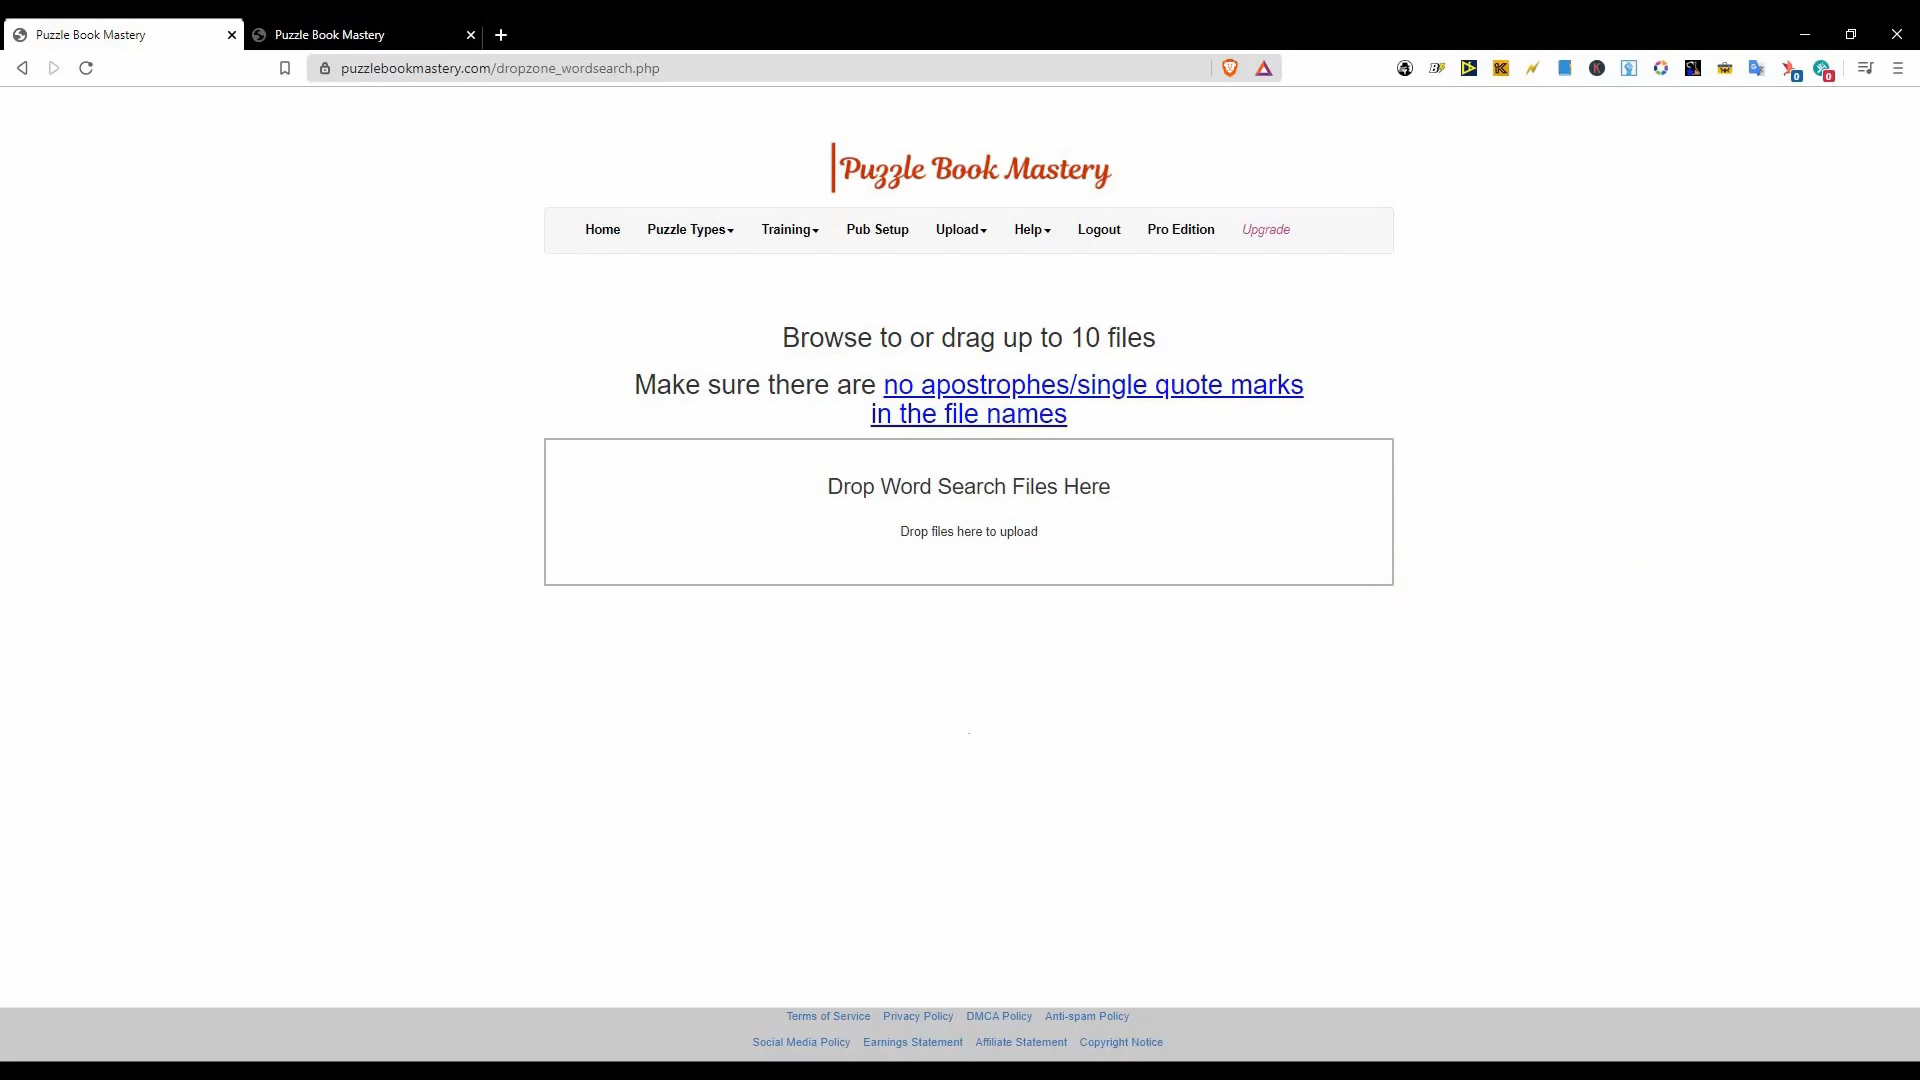 Puzzle Book Mastery
Puzzle Book Mastery
puzzlebookmastery.com/dropzone_wordsearch.php
0
0
Puzzle Book Mastery
Home Puzzle Types Training Pub Setup Upload Help Logout Pro Edition Upgrade
Browse to or drag up to 10 files
Make sure there are no apostrophes/single quote marks
in the file names
Drop Word Search Files Here
Drop files here to upload
Terms of Service Privacy Policy DMCA Policy Anti-spam Policy
Social Media Policy Earnings Statement Affiliate Statement Copyright Notice